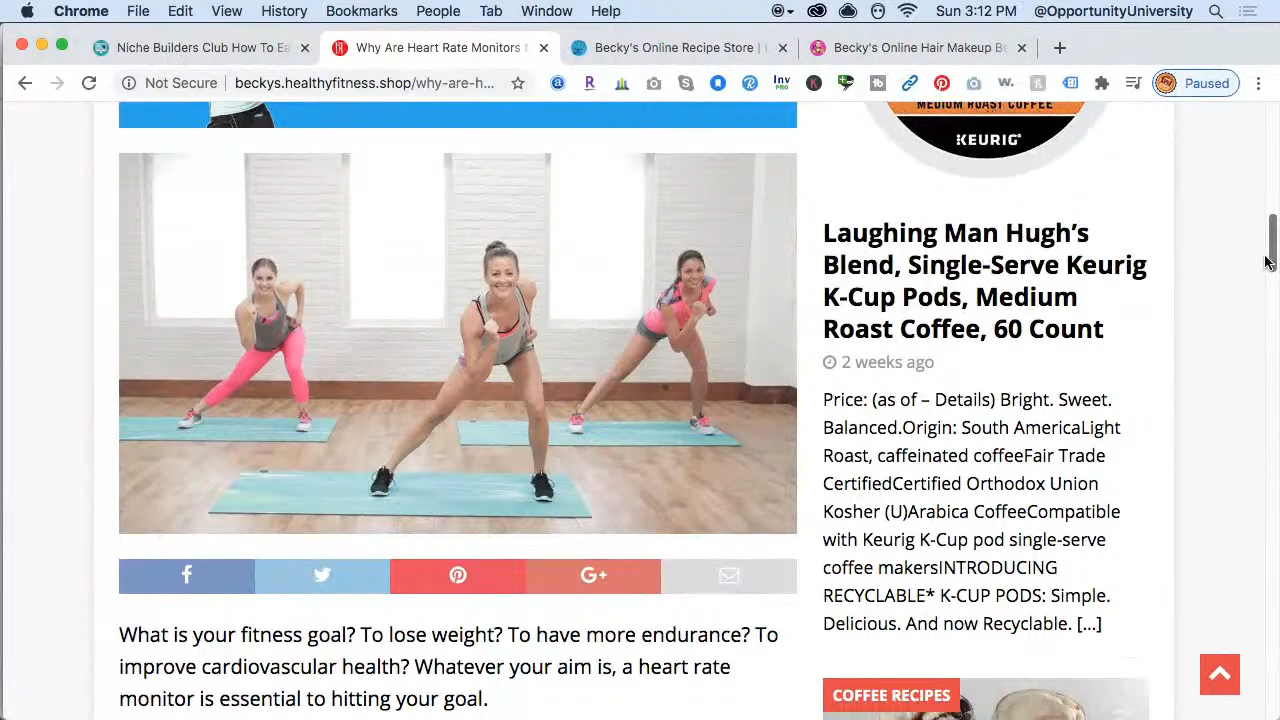 Chrome File Edit View History Bookmarks People Tab Window Help Sun 3:12 PM @OpportunityUniversity
Niche Builders Club How To Ea
Why Are Heart Rate Monitors t
Becky's Online Recipe Store |
Becky's Online Hair Makeup B
Not Secure beckys.healthyfitness.shop/why-are-h...
Inv
PRO
Paused
MEDIUM ROAST COFFEE
KEURIG
Laughing Man Hugh’s
Blend, Single-Serve Keurig
K-Cup Pods, Medium
Roast Coffee, 60 Count
2 weeks ago
Price: (as of – Details) Bright. Sweet.
Balanced.Origin: South AmericaLight
Roast, caffeinated coffeeFair Trade
CertifiedCertified Orthodox Union
Kosher (U)Arabica CoffeeCompatible
with Keurig K-Cup pod single-serve
coffee makersINTRODUCING
RECYCLABLE* K-CUP PODS: Simple.
Delicious. And now Recyclable. [...]
What is your fitness goal? To lose weight? To have more endurance? To
improve cardiovascular health? Whatever your aim is, a heart rate
monitor is essential to hitting your goal.
COFFEE RECIPES